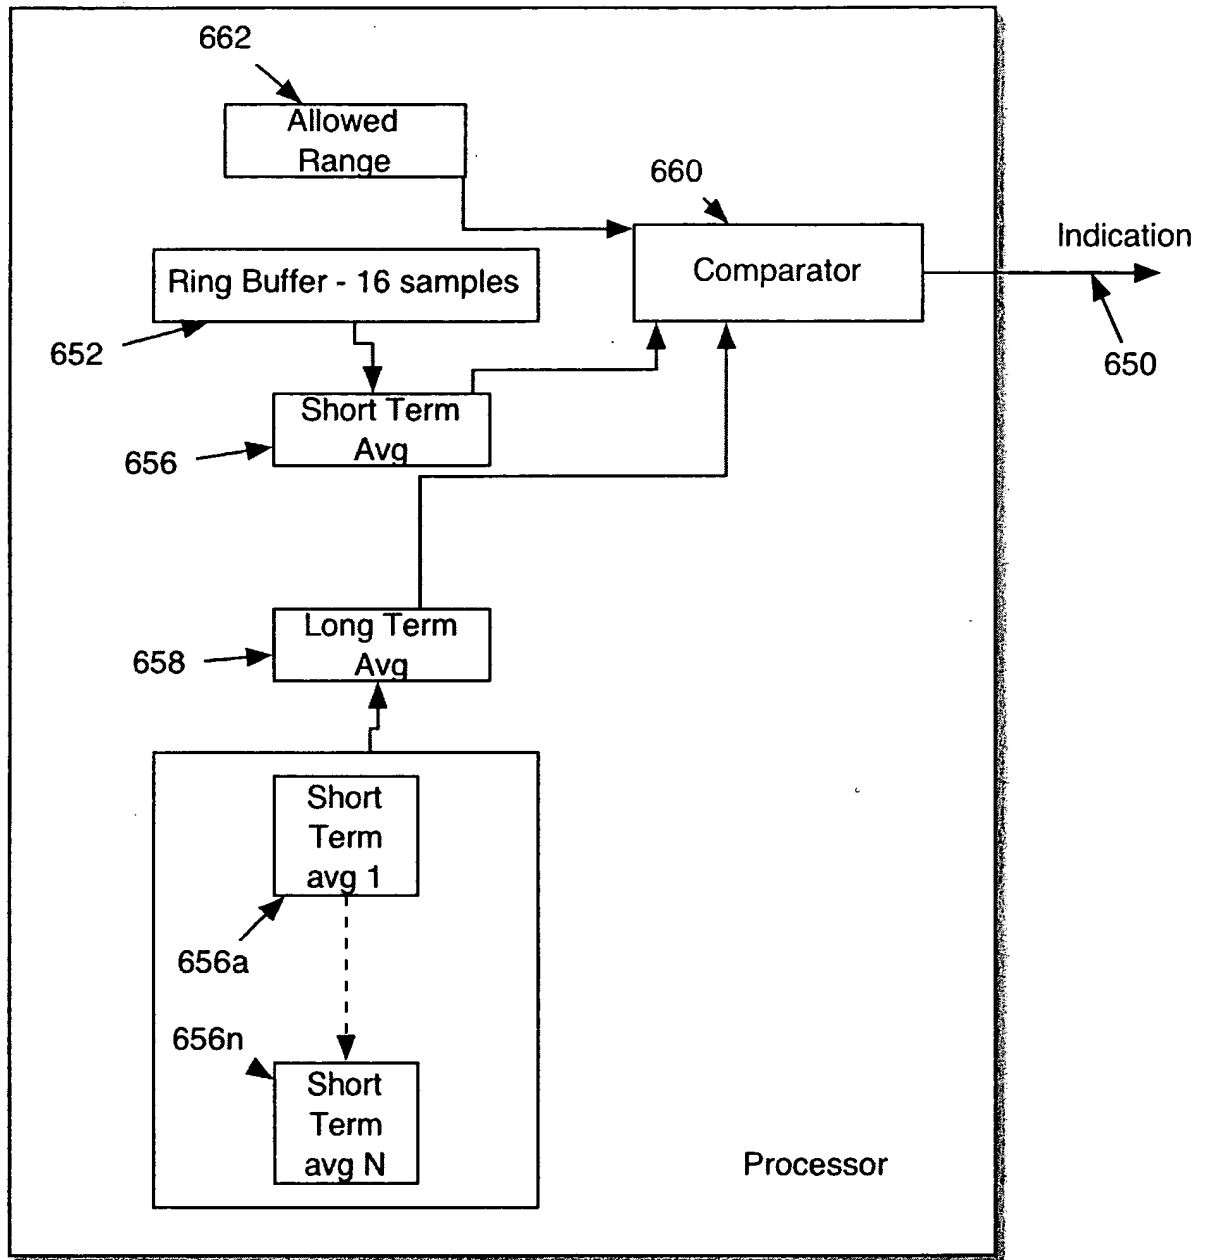 662
Allowed
Range
660
Indication
Comparator
Ring Buffer - 16 samples
652
650
Short Term
Avg
656
Long Term
Avg
658
Short
Term
avg 1
656a
656n
Short
Term
avg N
Processor